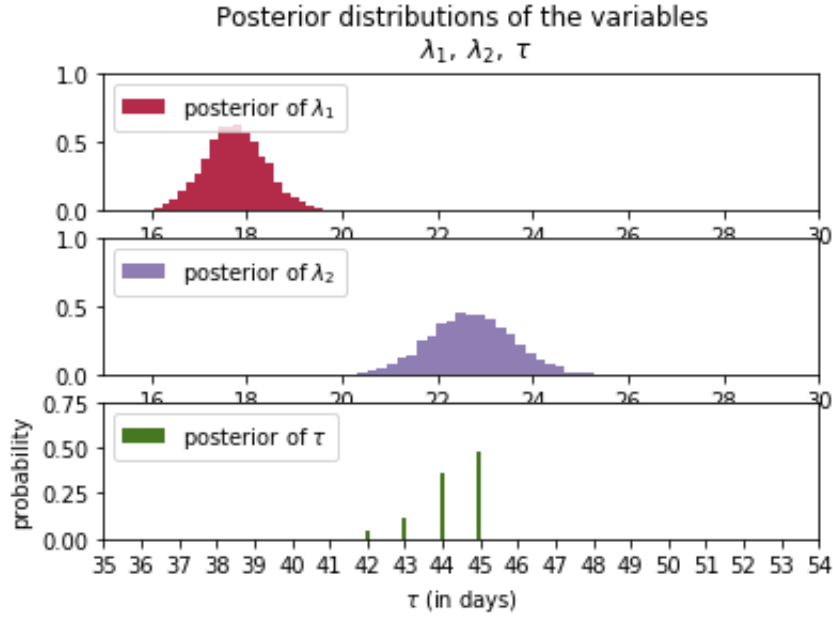 Posterior distributions of the variables
λ₁, λ₂, τ
1.0
posterior of λ₁
0.5
0.0
16 18 20 22 24 26 28 30
1.0
posterior of λ₂
0.5
0.0
16 18 20 22 24 26 28 30
0.75
posterior of τ
0.50
0.25
0.00
probability
35 36 37 38 39 40 41 42 43 44 45 46 47 48 49 50 51 52 53 54
τ (in days)